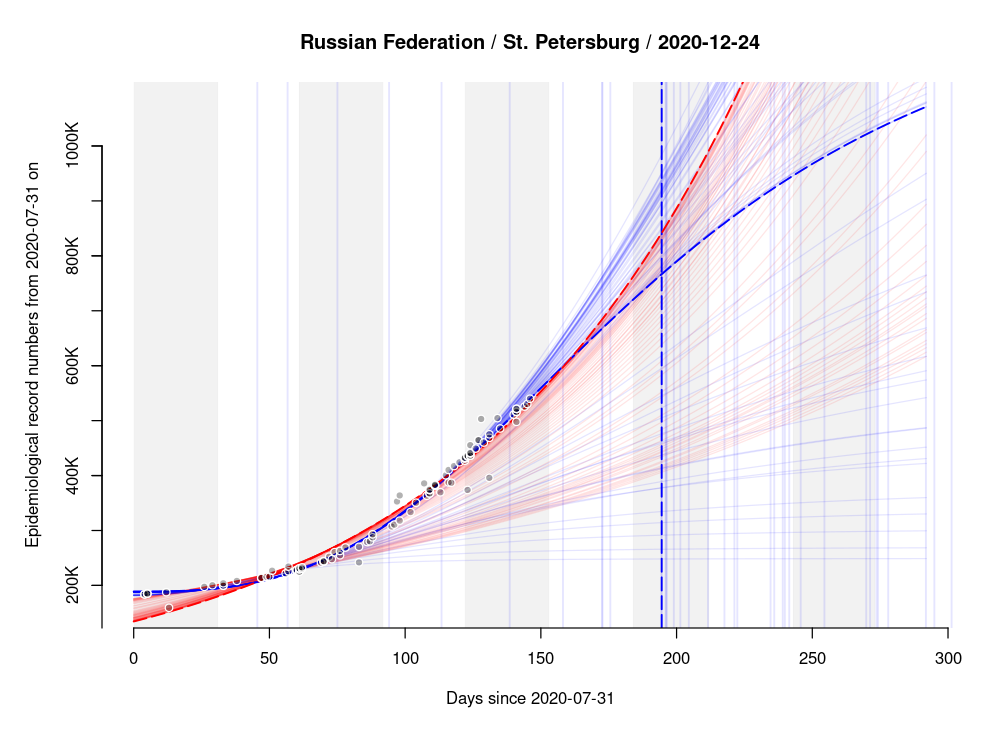 Russian Federation / St. Petersburg / 2020-12-24
Epidemiological record numbers from 2020-07-31 on
1000K
800K
600K
400K
200K
0 50 100 150 200 250 300
Days since 2020-07-31